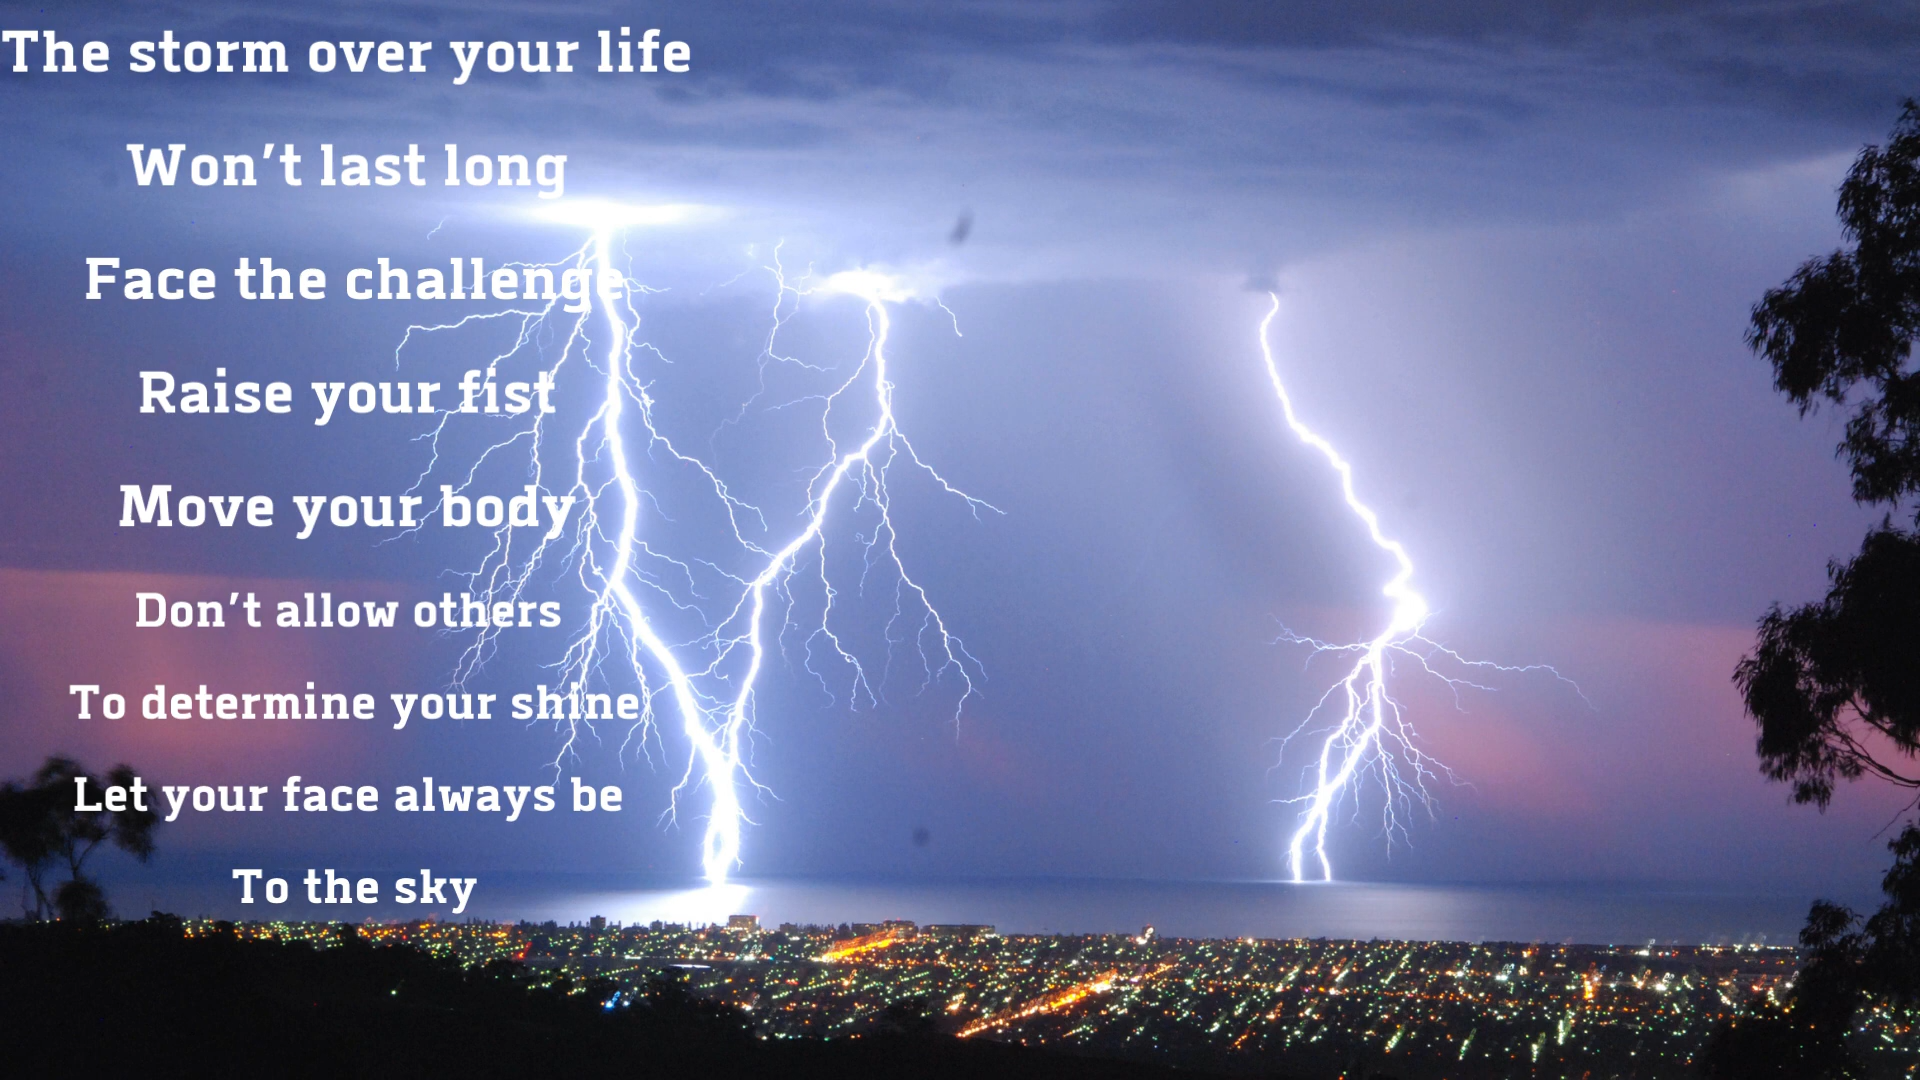 The storm over your life
Won’t last long
Face the challenge
Raise your fist
Move your body
Don’t allow others
To determine your shine
Let your face always be
To the sky